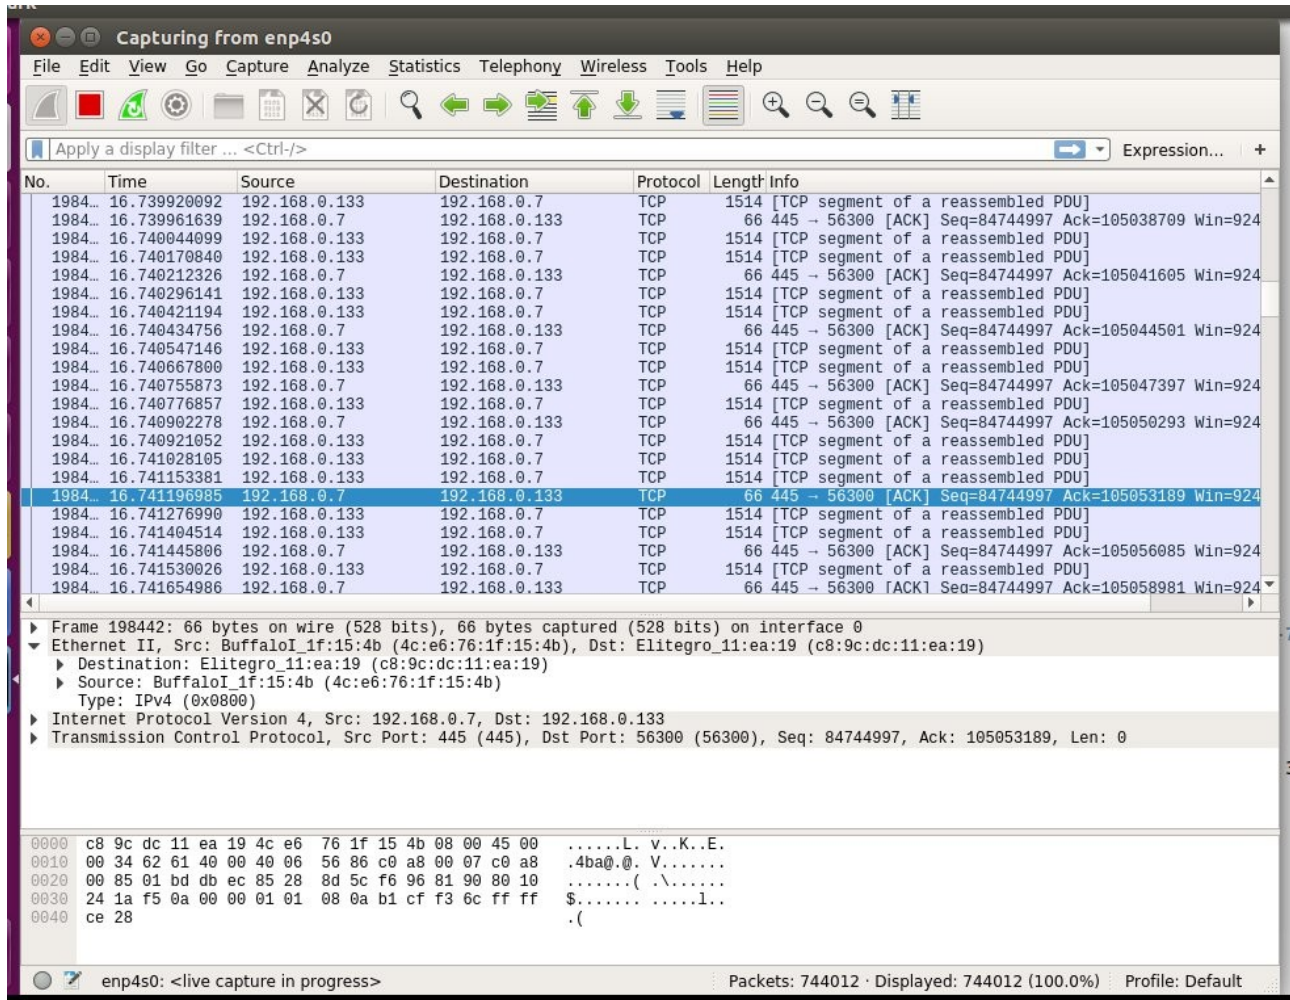 Capturing from enp4s0
File Edit View Go Capture Analyze Statistics Telephony Wireless Tools Help
Apply a display filter ... <Ctrl-/> Expression... +
No. Time Source Destination Protocol Length Info
1984… 16.739920092 192.168.0.133 192.168.0.7 TCP 1514 [TCP segment of a reassembled PDU]
1984… 16.739961639 192.168.0.7 192.168.0.133 TCP 66 445 → 56300 [ACK] Seq=84744997 Ack=105038709 Win=924
1984… 16.740044099 192.168.0.133 192.168.0.7 TCP 1514 [TCP segment of a reassembled PDU]
1984… 16.740170840 192.168.0.133 192.168.0.7 TCP 1514 [TCP segment of a reassembled PDU]
1984… 16.740212326 192.168.0.7 192.168.0.133 TCP 66 445 → 56300 [ACK] Seq=84744997 Ack=105041605 Win=924
1984… 16.740296141 192.168.0.133 192.168.0.7 TCP 1514 [TCP segment of a reassembled PDU]
1984… 16.740421194 192.168.0.133 192.168.0.7 TCP 1514 [TCP segment of a reassembled PDU]
1984… 16.740434756 192.168.0.7 192.168.0.133 TCP 66 445 → 56300 [ACK] Seq=84744997 Ack=105044501 Win=924
1984… 16.740547146 192.168.0.133 192.168.0.7 TCP 1514 [TCP segment of a reassembled PDU]
1984… 16.740667800 192.168.0.133 192.168.0.7 TCP 1514 [TCP segment of a reassembled PDU]
1984… 16.740755873 192.168.0.7 192.168.0.133 TCP 66 445 → 56300 [ACK] Seq=84744997 Ack=105047397 Win=924
1984… 16.740776857 192.168.0.133 192.168.0.7 TCP 1514 [TCP segment of a reassembled PDU]
1984… 16.740902278 192.168.0.7 192.168.0.133 TCP 66 445 → 56300 [ACK] Seq=84744997 Ack=105050293 Win=924
1984… 16.740921052 192.168.0.133 192.168.0.7 TCP 1514 [TCP segment of a reassembled PDU]
1984… 16.741028105 192.168.0.133 192.168.0.7 TCP 1514 [TCP segment of a reassembled PDU]
1984… 16.741153381 192.168.0.133 192.168.0.7 TCP 1514 [TCP segment of a reassembled PDU]
1984… 16.741196985 192.168.0.7 192.168.0.133 TCP 66 445 → 56300 [ACK] Seq=84744997 Ack=105053189 Win=924
1984… 16.741276990 192.168.0.133 192.168.0.7 TCP 1514 [TCP segment of a reassembled PDU]
1984… 16.741404514 192.168.0.133 192.168.0.7 TCP 1514 [TCP segment of a reassembled PDU]
1984… 16.741445806 192.168.0.7 192.168.0.133 TCP 66 445 → 56300 [ACK] Seq=84744997 Ack=105056085 Win=924
1984… 16.741530026 192.168.0.133 192.168.0.7 TCP 1514 [TCP segment of a reassembled PDU]
1984… 16.741654986 192.168.0.7 192.168.0.133 TCP 66 445 → 56300 [ACK] Seq=84744997 Ack=105058981 Win=924
Frame 198442: 66 bytes on wire (528 bits), 66 bytes captured (528 bits) on interface 0
Ethernet II, Src: BuffaloI_1f:15:4b (4c:e6:76:1f:15:4b), Dst: Elitegro_11:ea:19 (c8:9c:dc:11:ea:19)
Destination: Elitegro_11:ea:19 (c8:9c:dc:11:ea:19)
Source: BuffaloI_1f:15:4b (4c:e6:76:1f:15:4b)
Type: IPv4 (0x0800)
Internet Protocol Version 4, Src: 192.168.0.7, Dst: 192.168.0.133
Transmission Control Protocol, Src Port: 445 (445), Dst Port: 56300 (56300), Seq: 84744997, Ack: 105053189, Len: 0
0000 c8 9c dc 11 ea 19 4c e6 76 1f 15 4b 08 00 45 00 ......L. v..K..E.
0010 00 34 62 61 40 00 40 06 56 86 c0 a8 00 07 c0 a8 .4ba@.@. V.......
0020 00 85 01 bd db ec 85 28 8d 5c f6 96 81 90 80 10 .......( .\......
0030 24 1a f5 0a 00 00 01 01 08 0a b1 cf f3 6c ff ff $....... .....l..
0040 ce 28 .(
enp4s0: <live capture in progress> Packets: 744012 · Displayed: 744012 (100.0%) Profile: Default